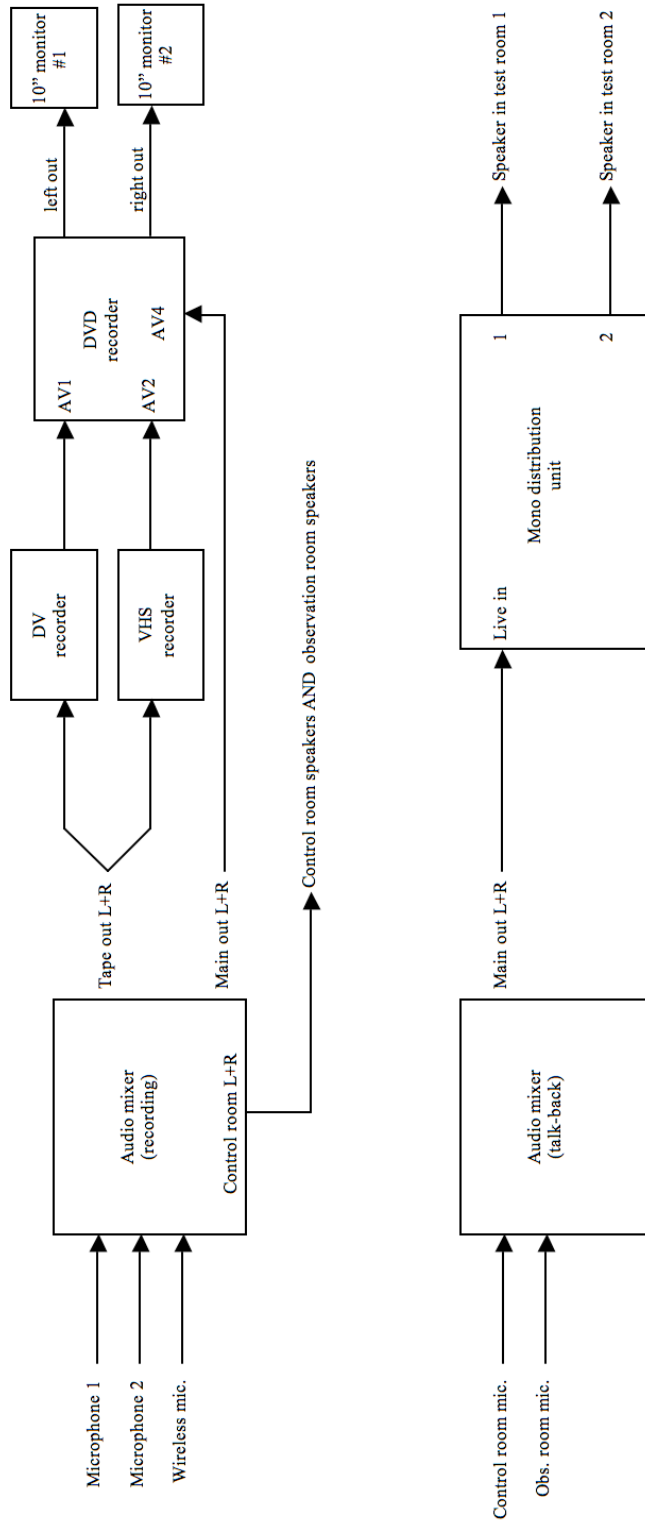 Microphone 1
Microphone 2
Wireless mic.
Audio mixer
(recording)
Control room L+R
Tape out L+R
Main out L+R
DV
recorder
VHS
recorder
Control room speakers AND observation room speakers
AV1
AV2
DVD
recorder
AV4
left out
right out
10” monitor
#1
10” monitor
#2
Control room mic.
Obs. room mic.
Audio mixer
(talk-back)
Main out L+R
Live in
Mono distribution
unit
1
2
Speaker in test room 1
Speaker in test room 2